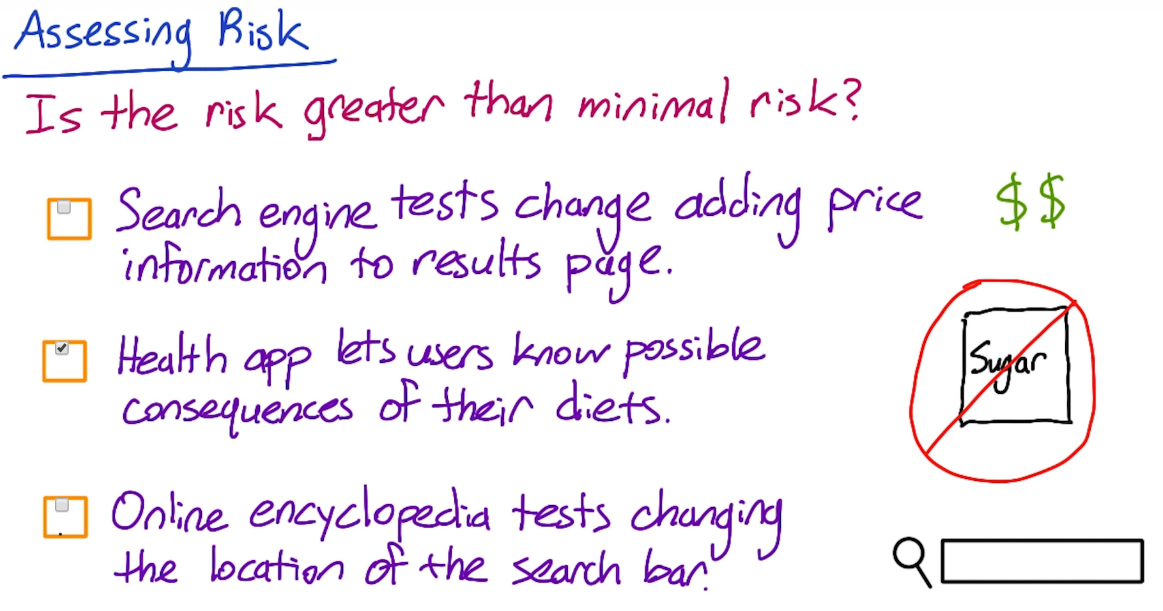 Assessing Risk
Is the risk greater than minimal risk?
Search engine tests change adding price
information to results page.
$$
Health app lets users know possible
consequences of their diets.
Sugar
Online encyclopedia tests changing
the location of the search bar.